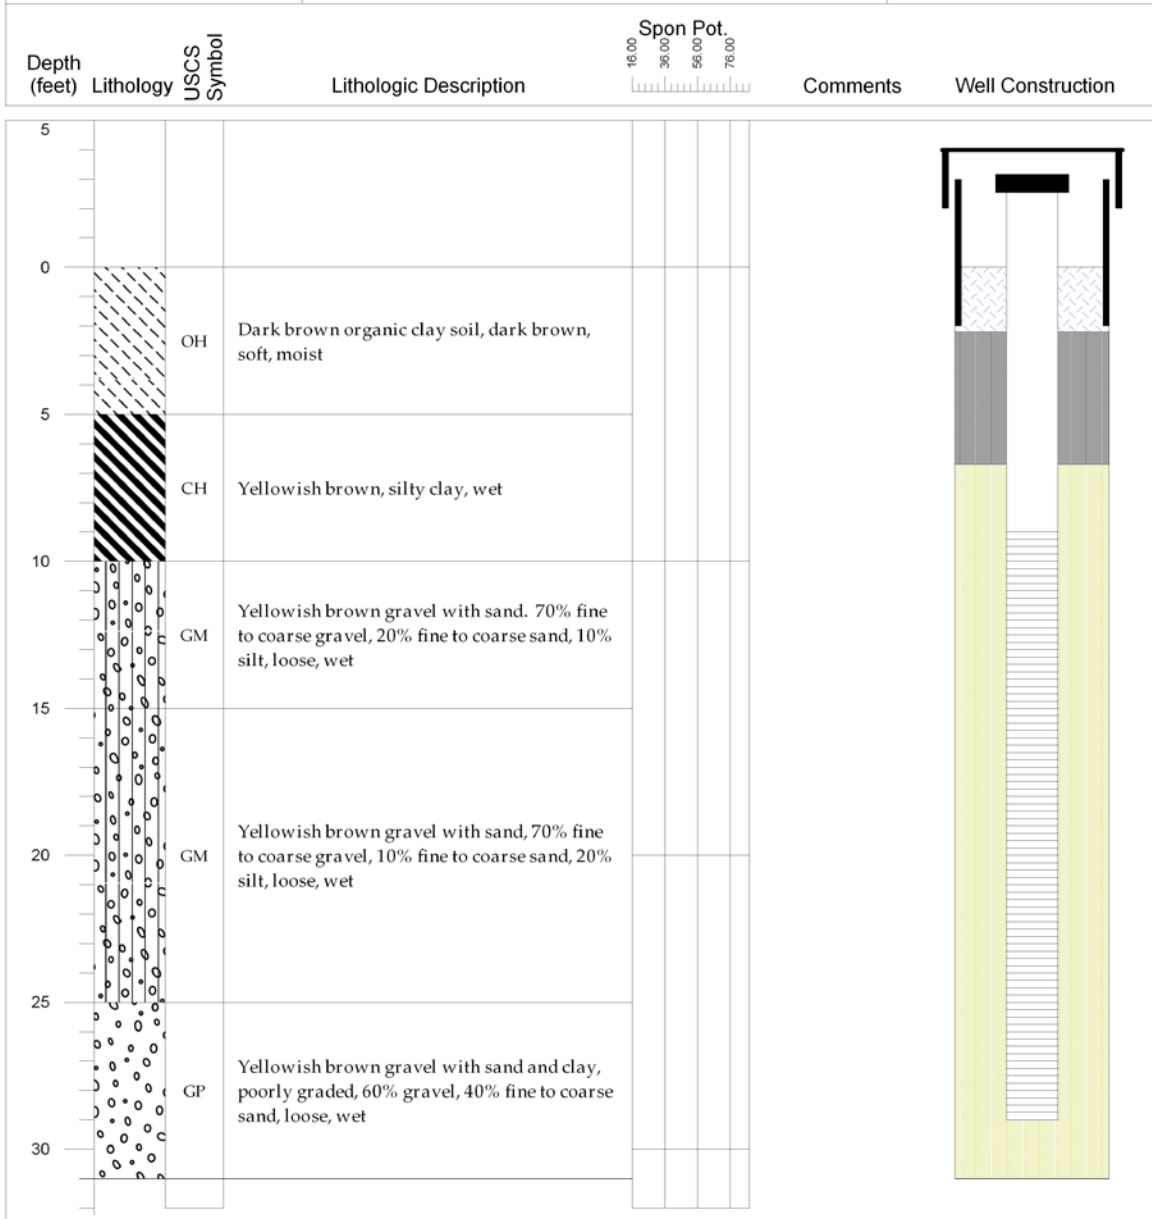 Spon Pot.
16.00 36.00 56.00 76.00
Depth
(feet)
Lithology
USCS
Symbol
Lithologic Description
Comments
Well Construction
5
0
OH
Dark brown organic clay soil, dark brown,
soft, moist
5
CH
Yellowish brown, silty clay, wet
10
GM
Yellowish brown gravel with sand. 70% fine
to coarse gravel, 20% fine to coarse sand, 10%
silt, loose, wet
15
GM
Yellowish brown gravel with sand, 70% fine
to coarse gravel, 10% fine to coarse sand, 20%
silt, loose, wet
20
25
GP
Yellowish brown gravel with sand and clay,
poorly graded, 60% gravel, 40% fine to coarse
sand, loose, wet
30